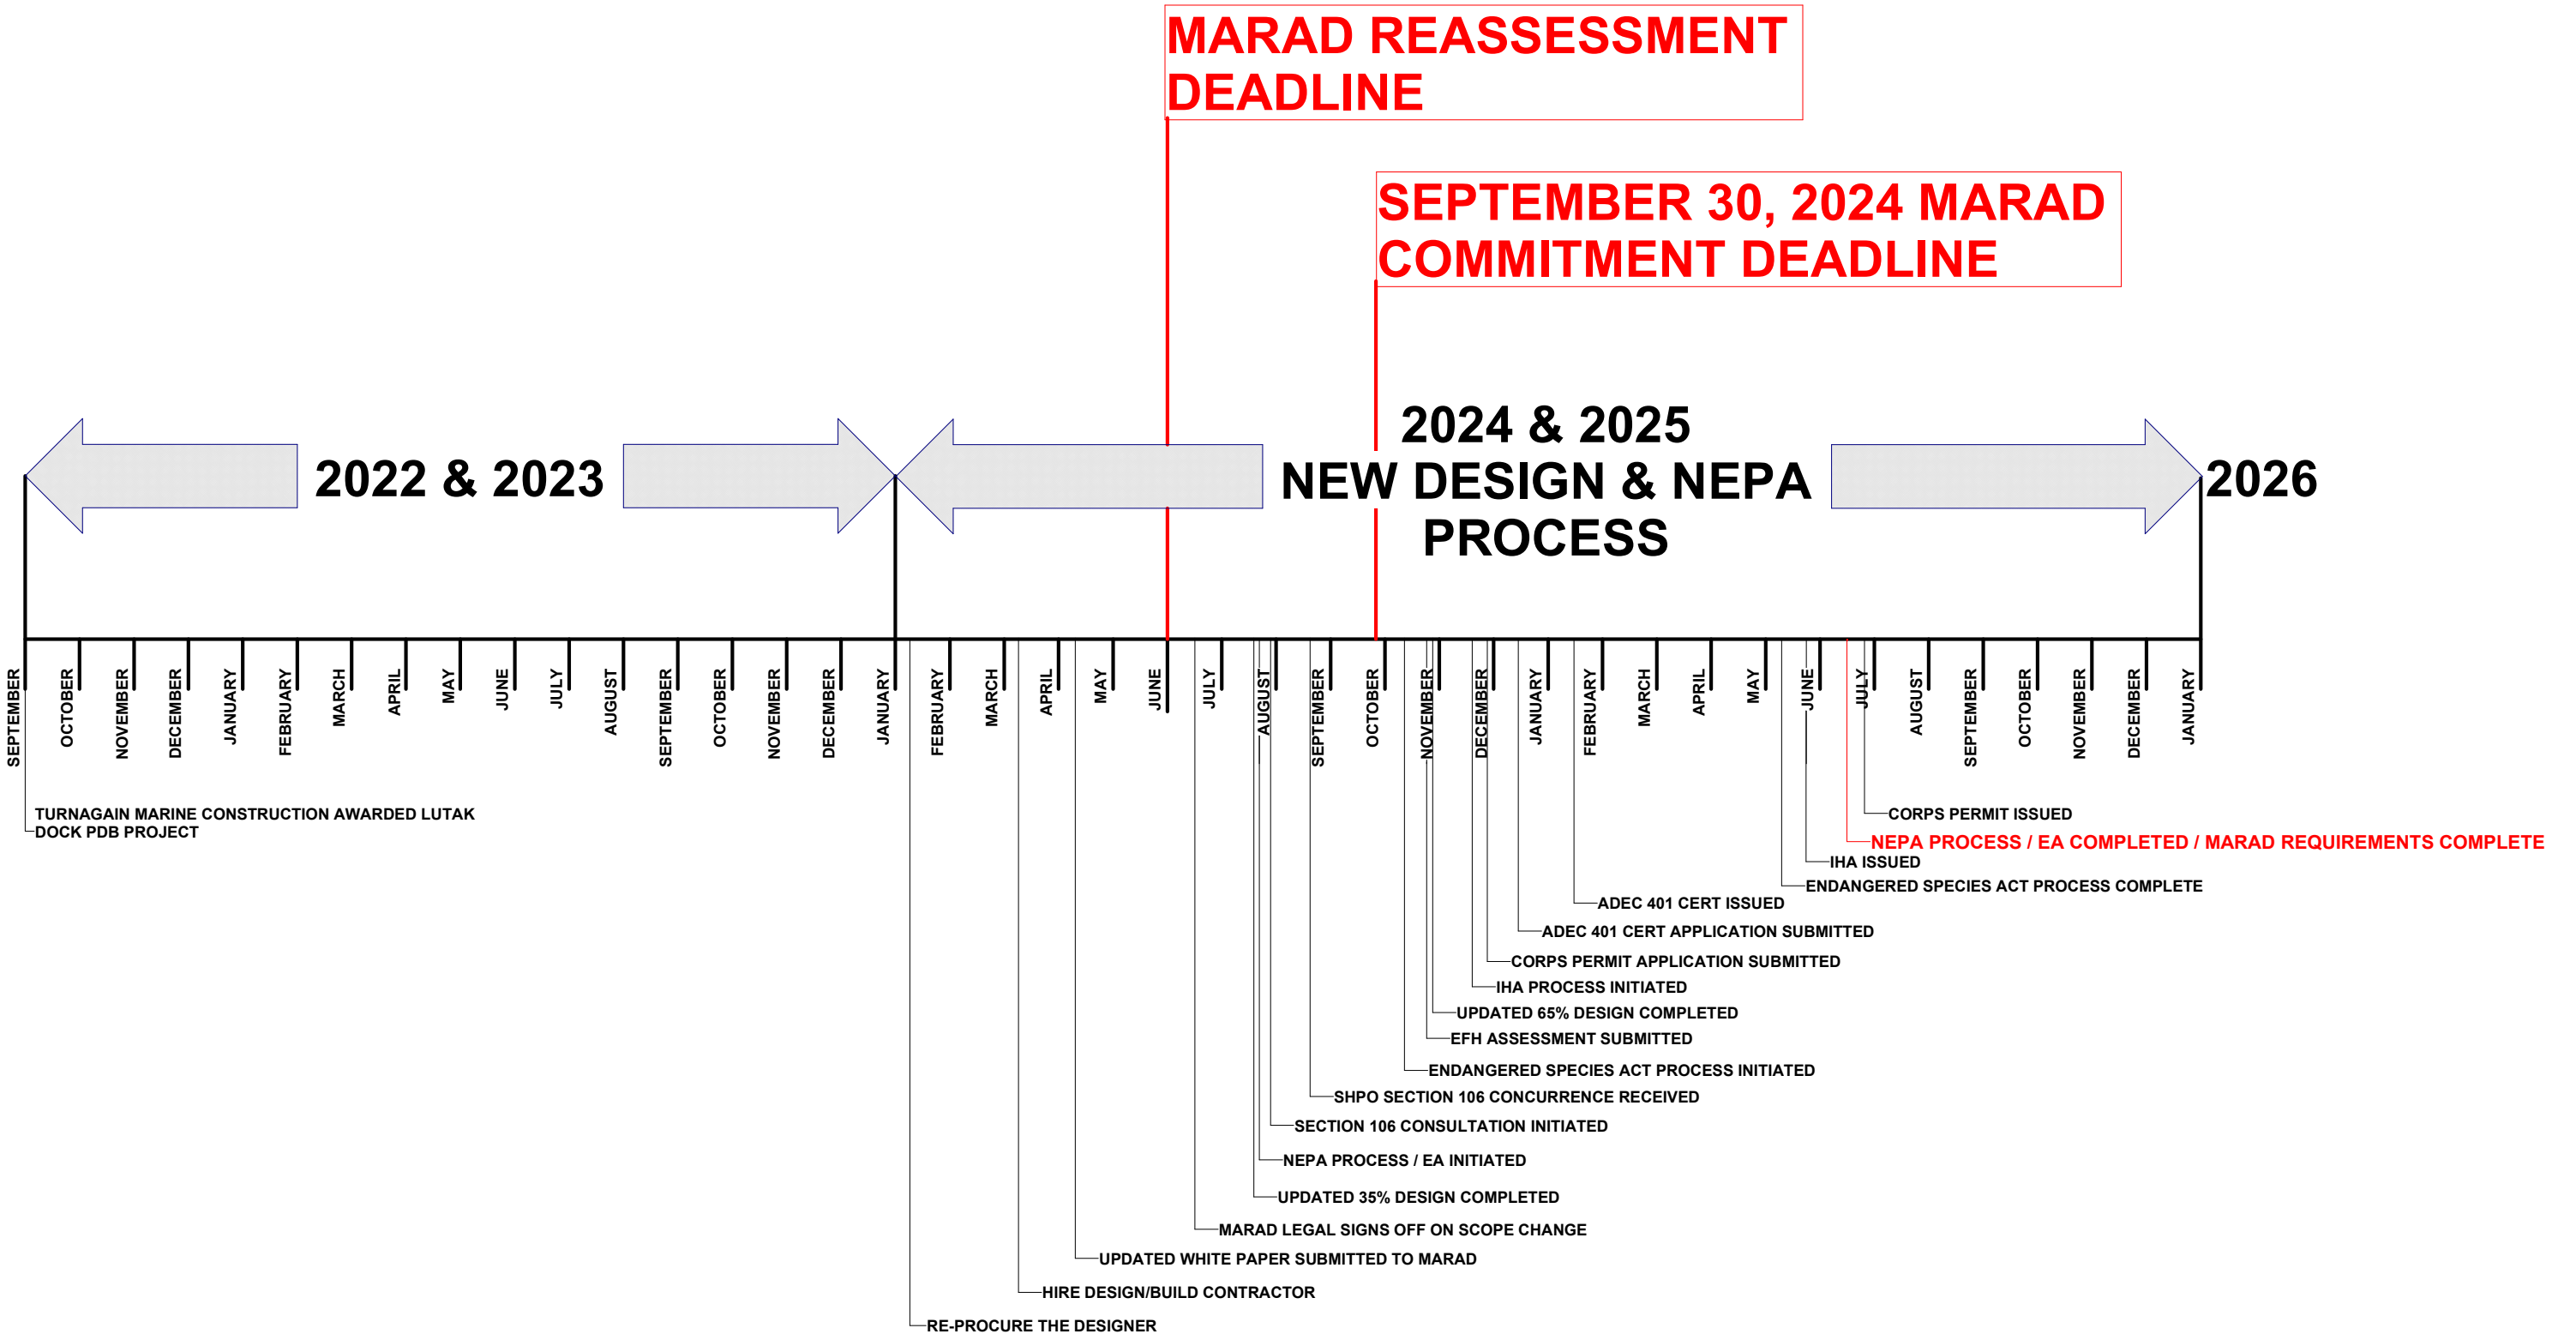 MARAD REASSESSMENT
DEADLINE
SEPTEMBER 30, 2024 MARAD
COMMITMENT DEADLINE
2022 & 2023
2024 & 2025
NEW DESIGN & NEPA
PROCESS
2026
SEPTEMBER
OCTOBER
NOVEMBER
DECEMBER
JANUARY
FEBRUARY
MARCH
APRIL
MAY
JUNE
JULY
AUGUST
SEPTEMBER
OCTOBER
NOVEMBER
DECEMBER
JANUARY
FEBRUARY
MARCH
APRIL
MAY
JUNE
JULY
AUGUST
SEPTEMBER
OCTOBER
NOVEMBER
DECEMBER
JANUARY
FEBRUARY
MARCH
APRIL
MAY
JUNE
JULY
AUGUST
SEPTEMBER
OCTOBER
NOVEMBER
DECEMBER
JANUARY
TURNAGAIN MARINE CONSTRUCTION AWARDED LUTAK
DOCK PDB PROJECT
CORPS PERMIT ISSUED
NEPA PROCESS / EA COMPLETED / MARAD REQUIREMENTS COMPLETE
IHA ISSUED
ENDANGERED SPECIES ACT PROCESS COMPLETE
ADEC 401 CERT ISSUED
ADEC 401 CERT APPLICATION SUBMITTED
CORPS PERMIT APPLICATION SUBMITTED
IHA PROCESS INITIATED
UPDATED 65% DESIGN COMPLETED
EFH ASSESSMENT SUBMITTED
ENDANGERED SPECIES ACT PROCESS INITIATED
SHPO SECTION 106 CONCURRENCE RECEIVED
SECTION 106 CONSULTATION INITIATED
NEPA PROCESS / EA INITIATED
UPDATED 35% DESIGN COMPLETED
MARAD LEGAL SIGNS OFF ON SCOPE CHANGE
UPDATED WHITE PAPER SUBMITTED TO MARAD
HIRE DESIGN/BUILD CONTRACTOR
RE-PROCURE THE DESIGNER